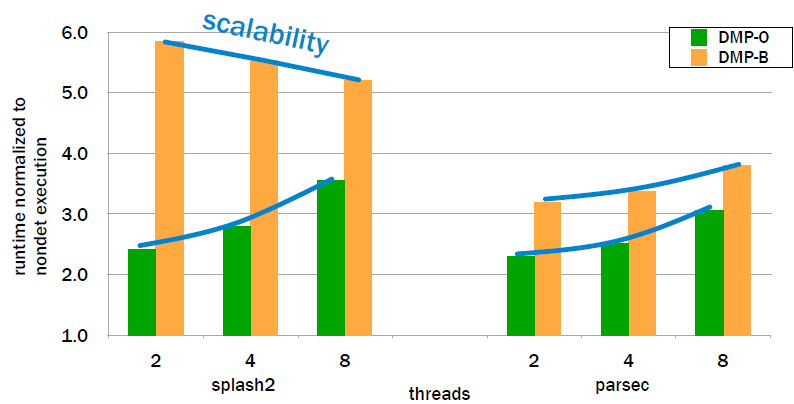 scalability
DMP-O
DMP-B
runtime normalized to
nondet execution
6.0
5.0
4.0
3.0
2.0
1.0
2 4 8 2 4 8
splash2 parsec
threads